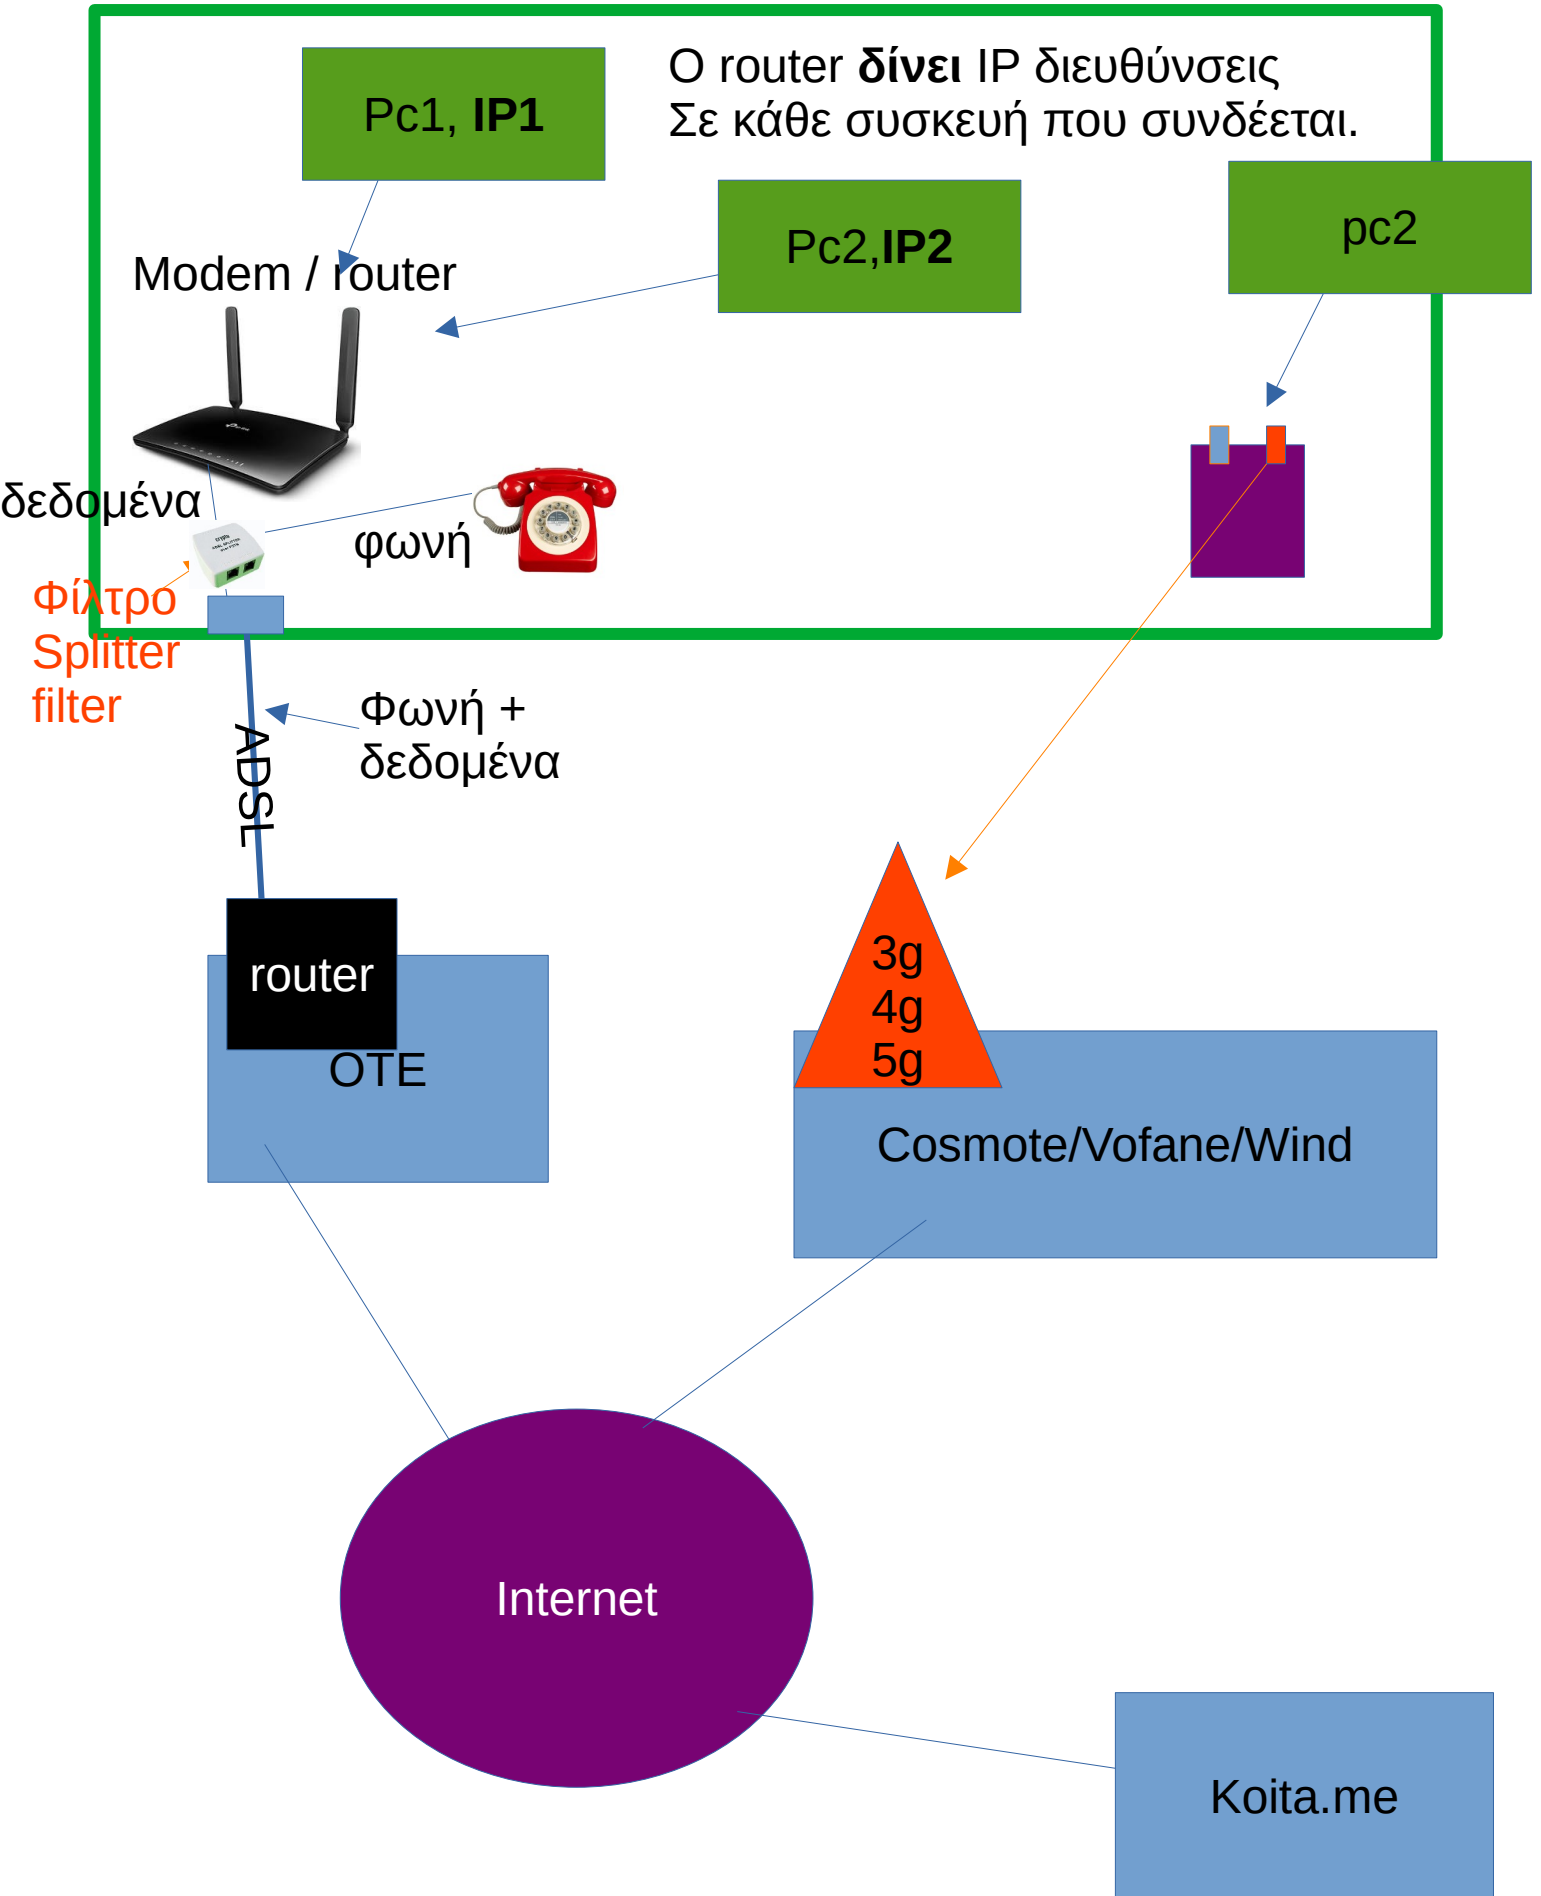 Pc1, IP1
Ο router δίνει IP διευθύνσεις
Σε κάθε συσκευή που συνδέεται.
Pc2,IP2
pc2
Modem / router
δεδομένα
φωνή
Φίλτρο
Splitter
filter
Φωνή +
δεδομένα
ADSL
router
OTE
3g
4g
5g
Cosmote/Vofane/Wind
Internet
Koita.me